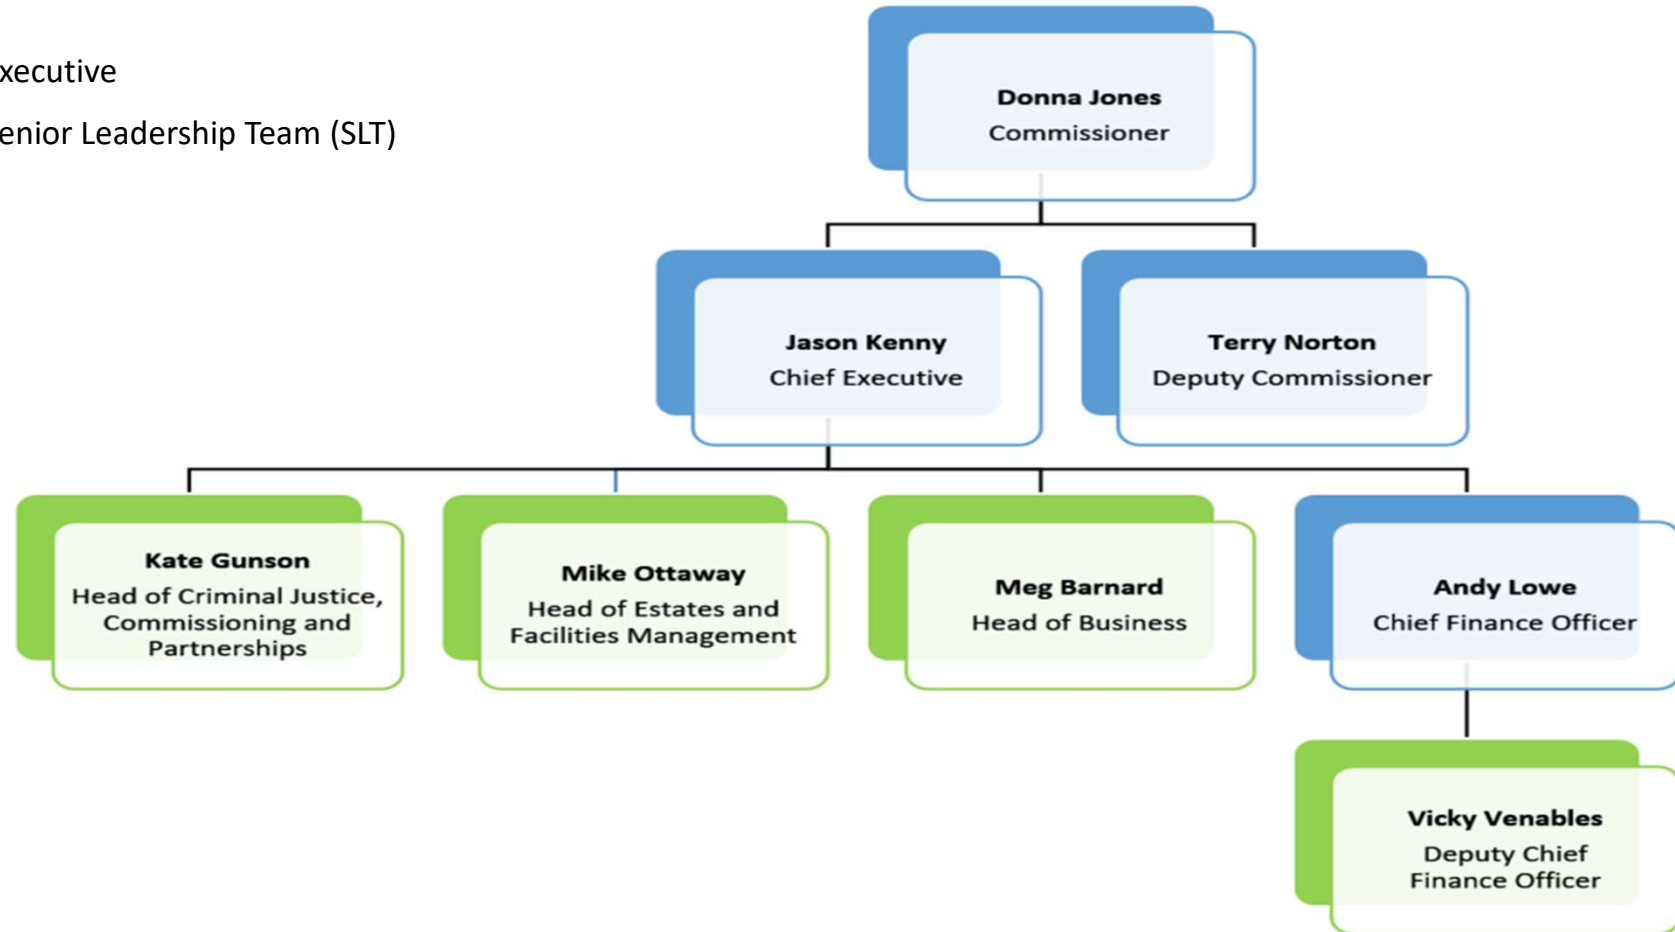 xecutive
enior Leadership Team (SLT)
Donna Jones
Commissioner
Jason Kenny
Chief Executive
Terry Norton
Deputy Commissioner
Kate Gunson
Head of Criminal Justice,
Commissioning and
Partnerships
Mike Ottaway
Head of Estates and
Facilities Management
Meg Barnard
Head of Business
Andy Lowe
Chief Finance Officer
Vicky Venables
Deputy Chief
Finance Officer